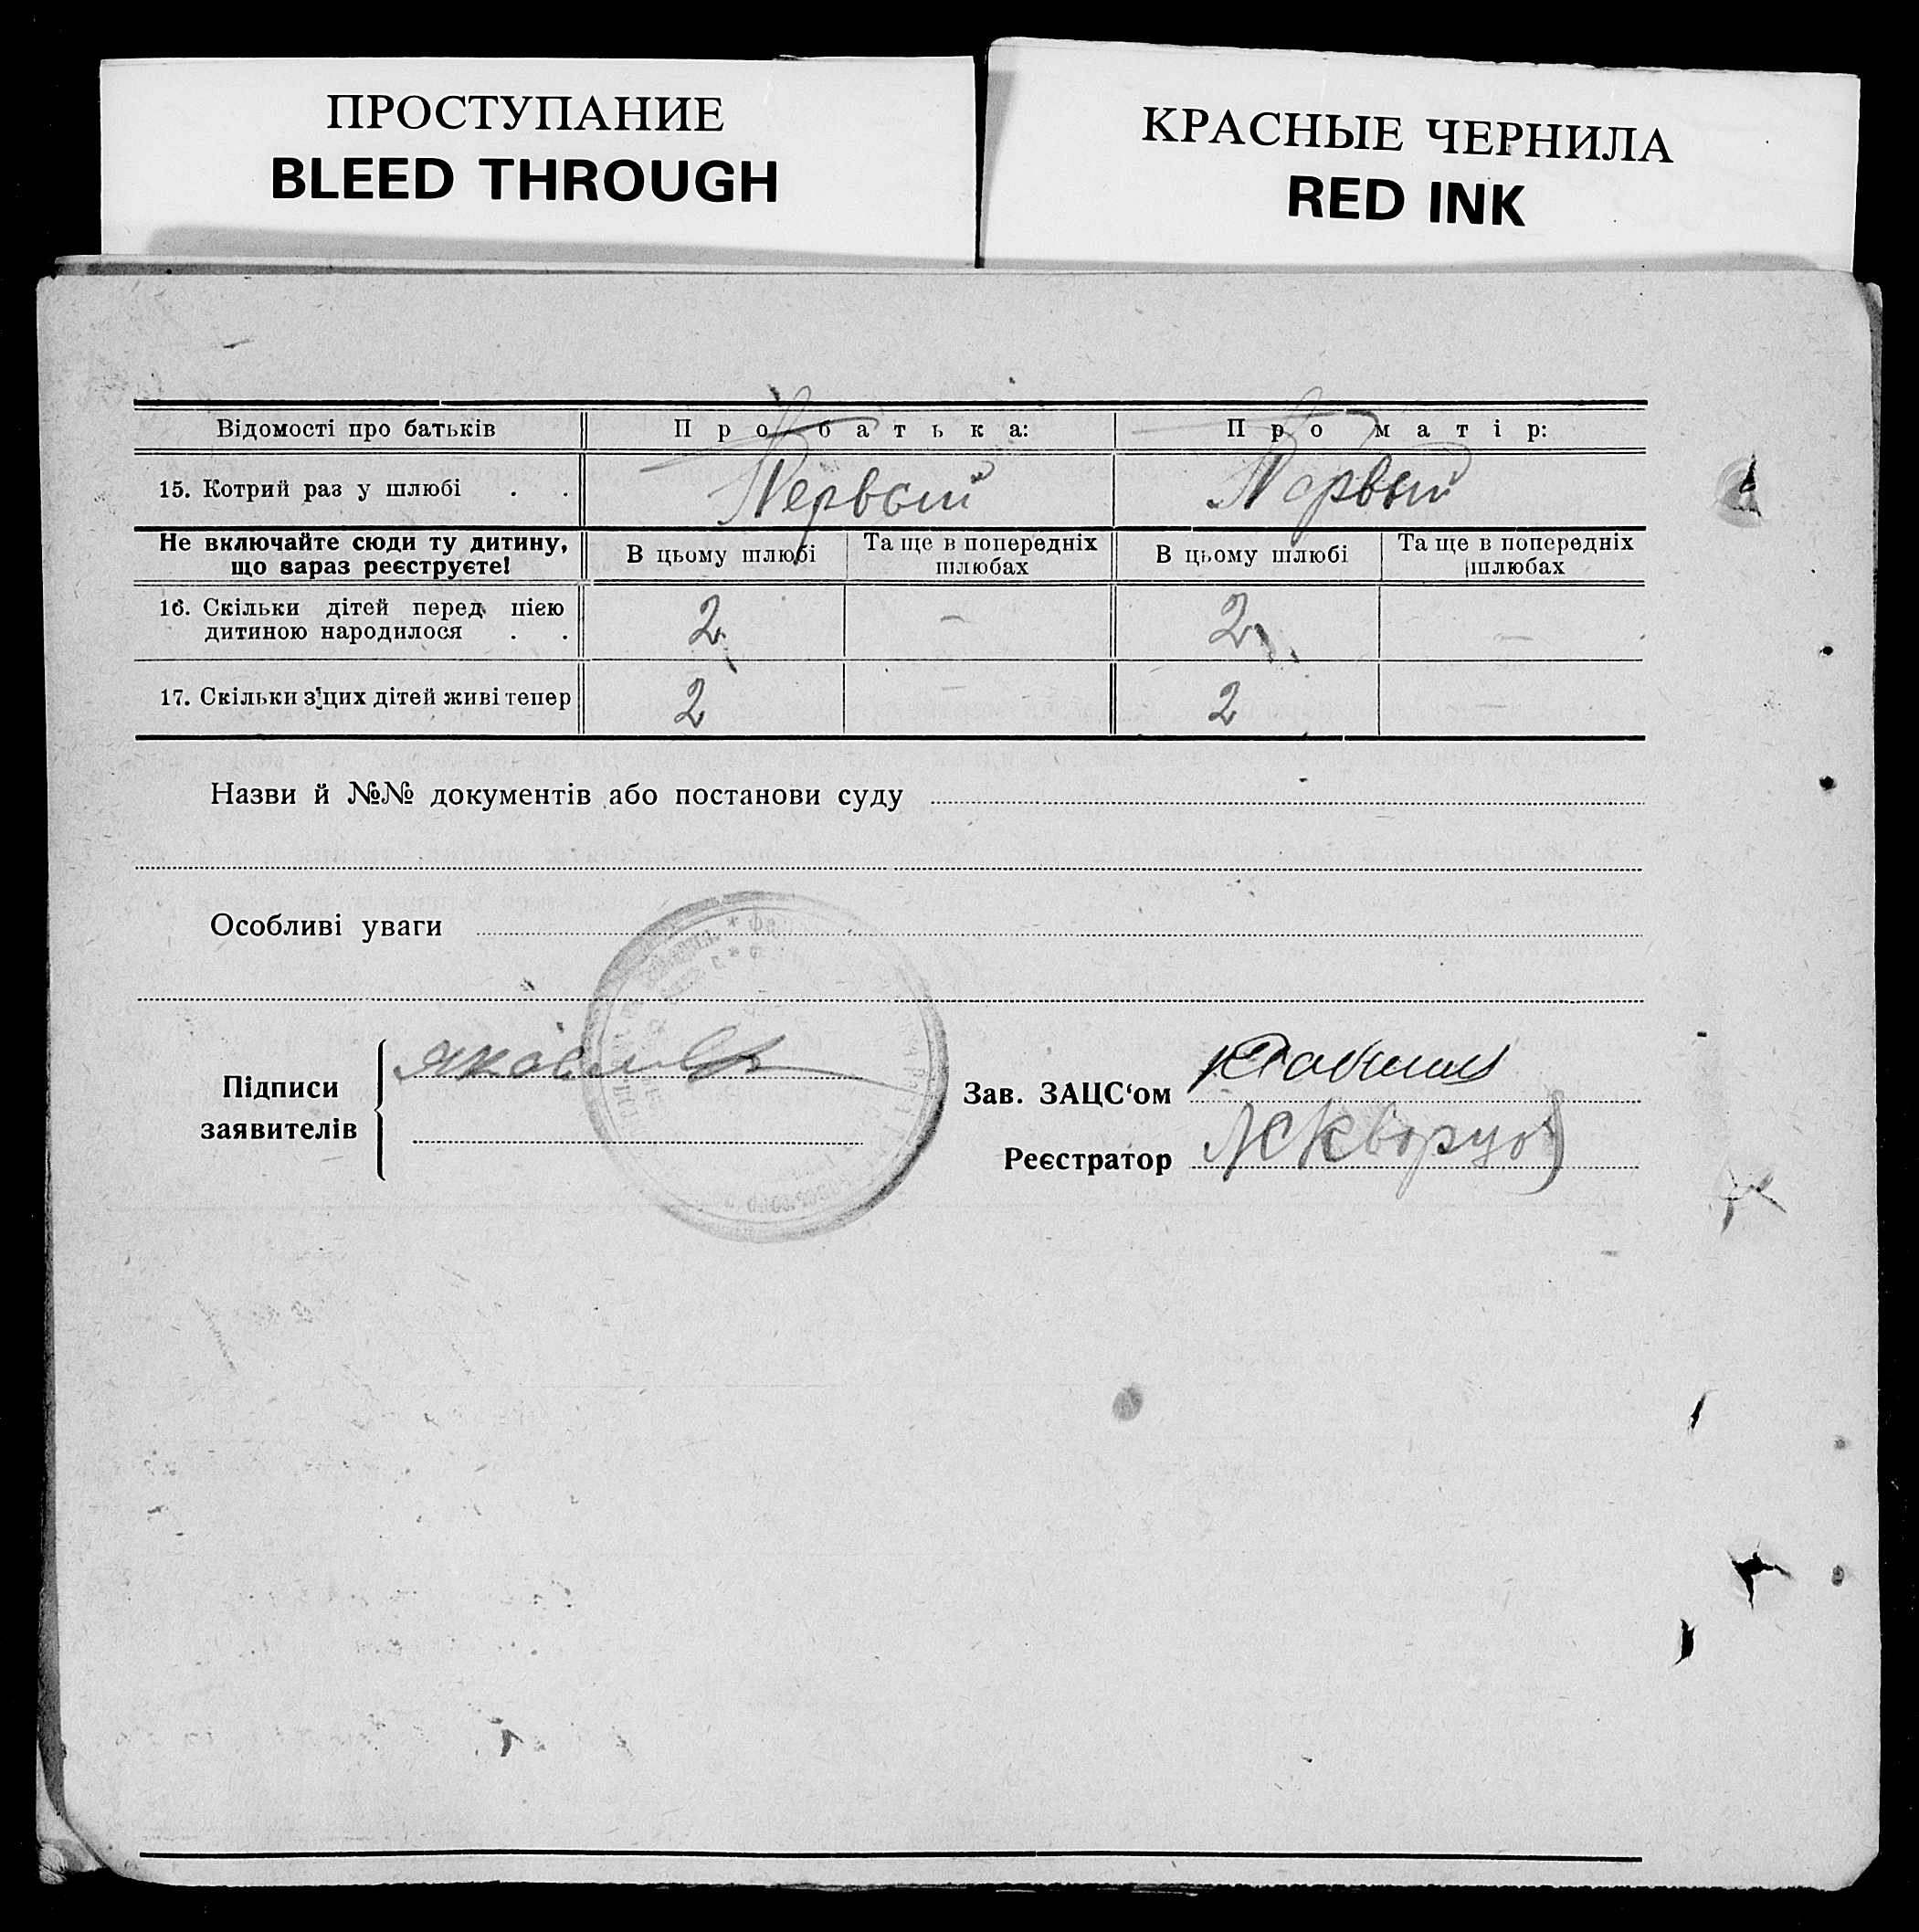 ПРОСТУПАНИЕ
BLEED THROUGH
КРАСНЫЕ ЧЕРНИЛА
RED INK
Відомості про батьків Про батька: Про матір:
15. Котрий раз у шлюбі . . Первый Первый
Не включайте сюди ту дитину, що зараз реєструєте! В цьому шлюбі Та ще в попередніх шлюбах В цьому шлюбі Та ще в попередніх шлюбах
16. Скільки дітей перед цією
дитиною народилося . . 2 – 2 –
17. Скільки з'цих дітей живі тепер 2 – 2 –
Назви й №№ документів або постанови суду
Особливі уваги
Підписи
заявителів
Яковлев
Зав. ЗАЦС‘ом
Реєстратор Скворцов